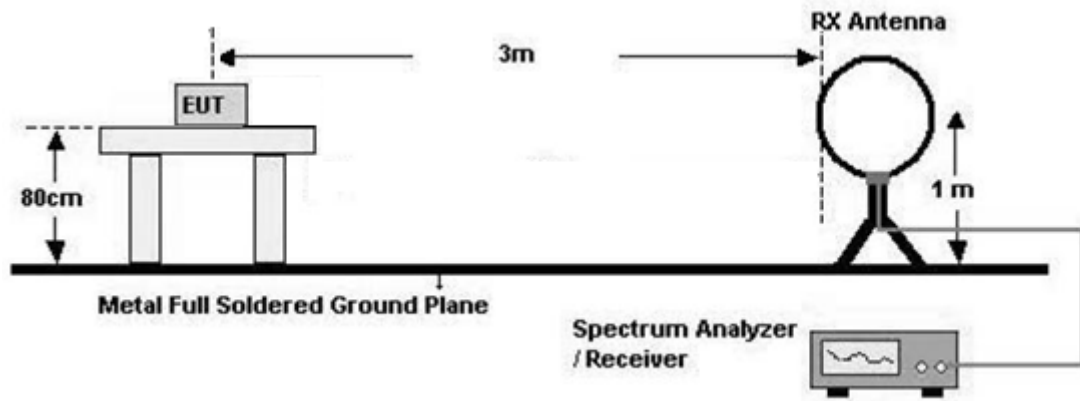 RX Antenna
3m
EUT
80cm
1 m
Metal Full Soldered Ground Plane
Spectrum Analyzer
/ Receiver